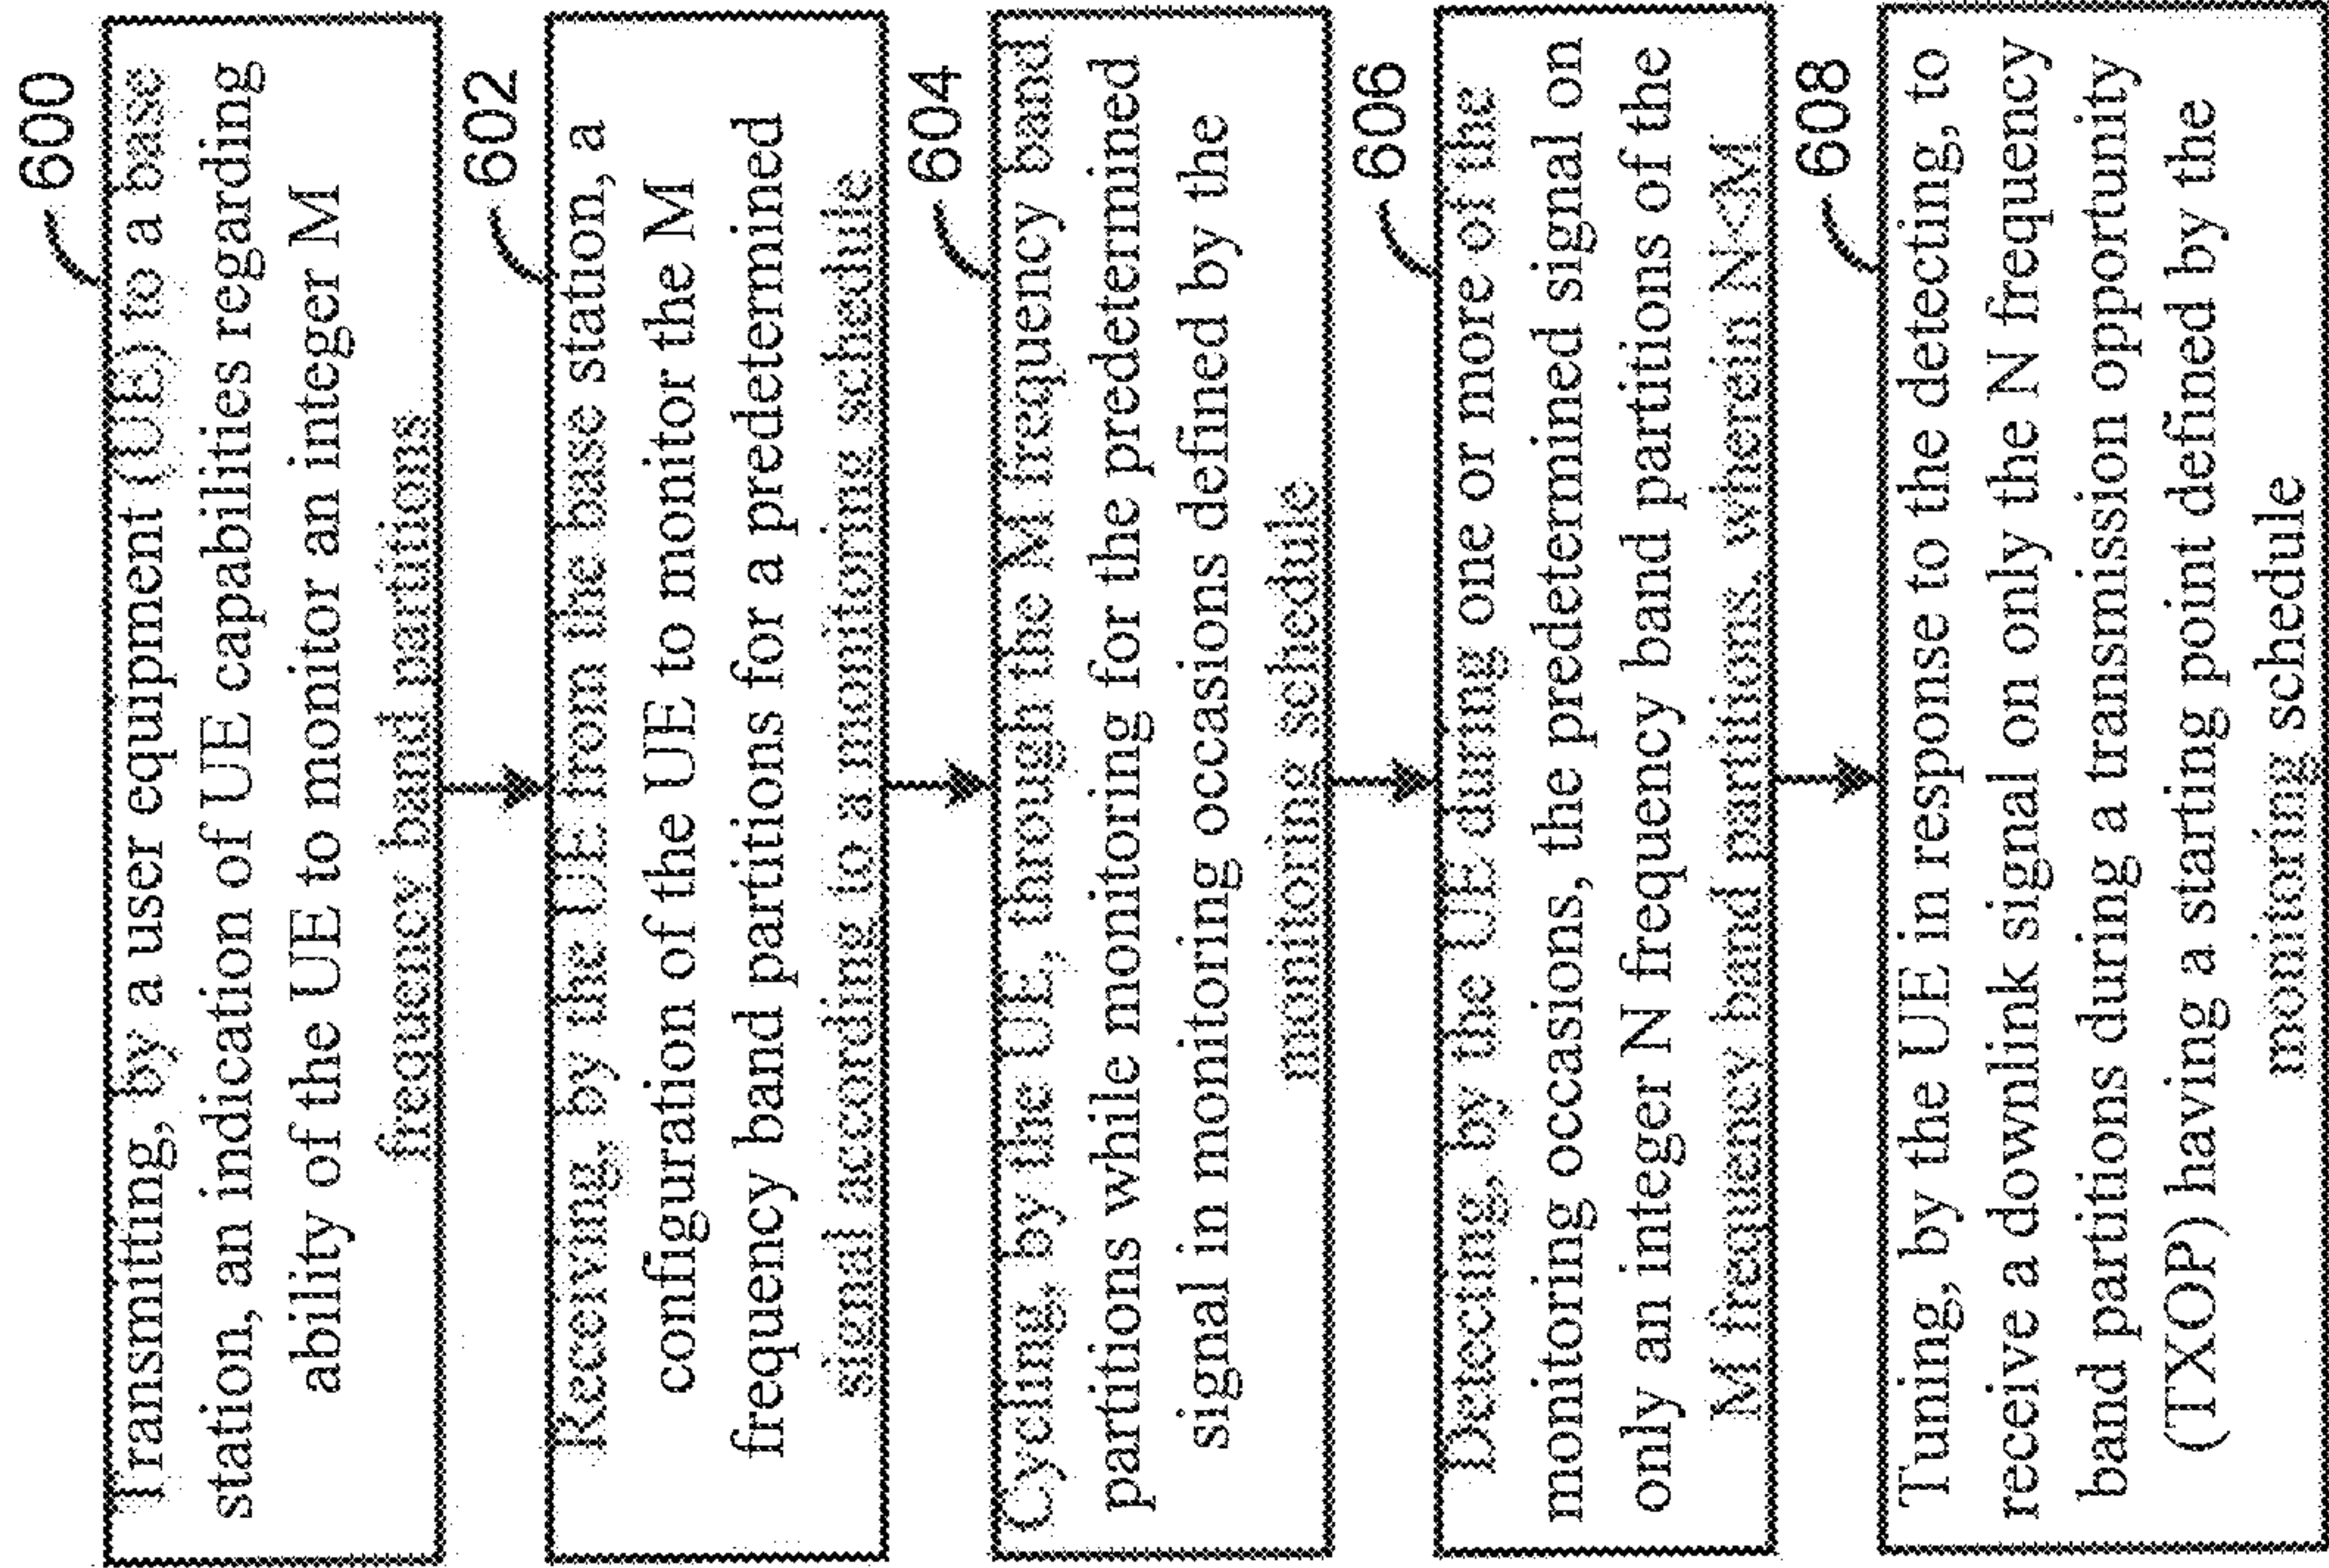 600
Transmitting, by a user equipment (UE) to a base
station, an indication of UE capabilities regarding
ability of the UE to monitor an integer M
frequency band partitions
602
Receiving, by the UE from the base station, a
configuration of the UE to monitor the M
frequency band partitions for a predetermined
signal according to a monitoring schedule
604
Cycling, by the UE, through the M frequency band
partitions while monitoring for the predetermined
signal in monitoring occasions defined by the
monitoring schedule
606
Detecting, by the UE during one or more of the
monitoring occasions, the predetermined signal on
only an integer N frequency band partitions of the
M frequency band partitions, wherein N<M
608
Tuning, by the UE in response to the detecting, to
receive a downlink signal on only the N frequency
band partitions during a transmission opportunity
(TXOP) having a starting point defined by the
monitoring schedule